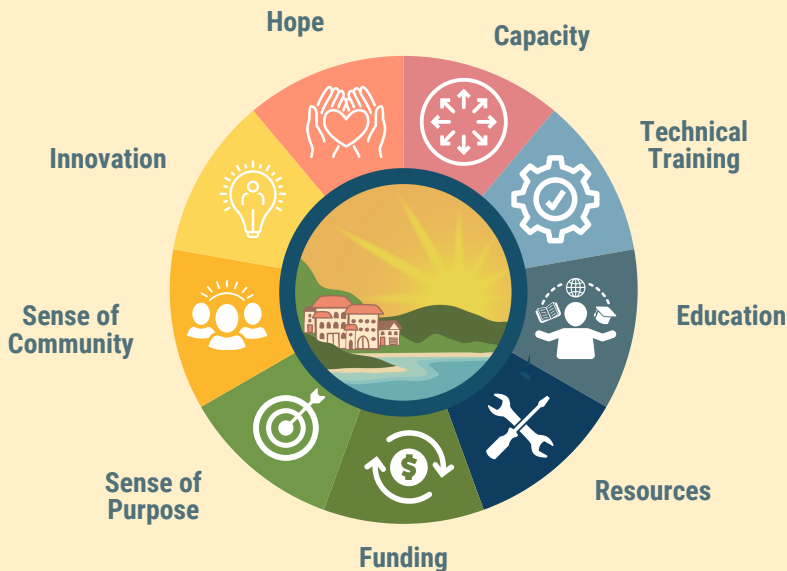 Hope
Capacity
Technical
Training
Innovation
Sense of
Community
Education
Sense of
Purpose
Resources
Funding
$